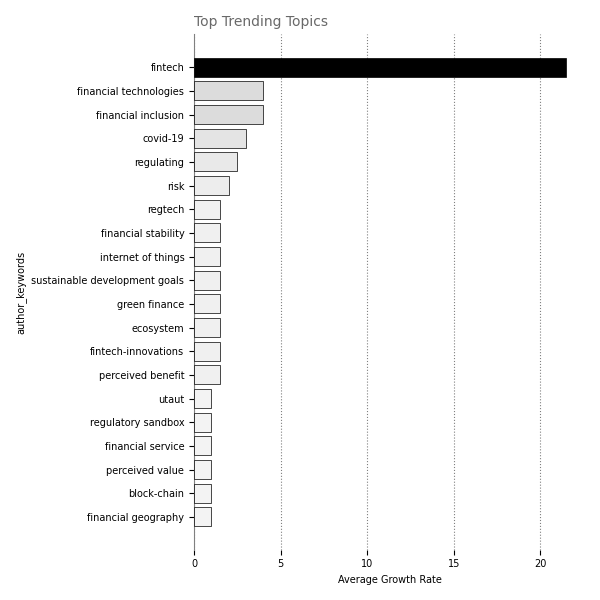 Top Trending Topics
fintech
financial technologies
financial inclusion
covid-19
regulating
risk
regtech
financial stability
internet of things
sustainable development goals
green finance
ecosystem
fintech-innovations
perceived benefit
utaut
regulatory sandbox
financial service
perceived value
block-chain
financial geography
author_keywords
0 5 10 15 20
Average Growth Rate